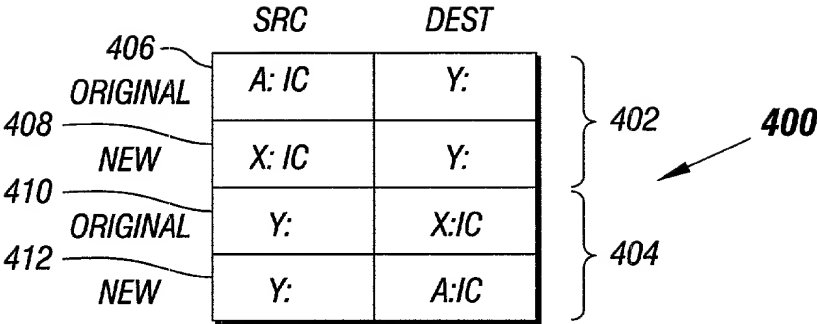 SRC DEST
406
ORIGINAL A: IC Y:
402
408
NEW X: IC Y:
400
410
ORIGINAL Y: X:IC
404
412
NEW Y: A:IC